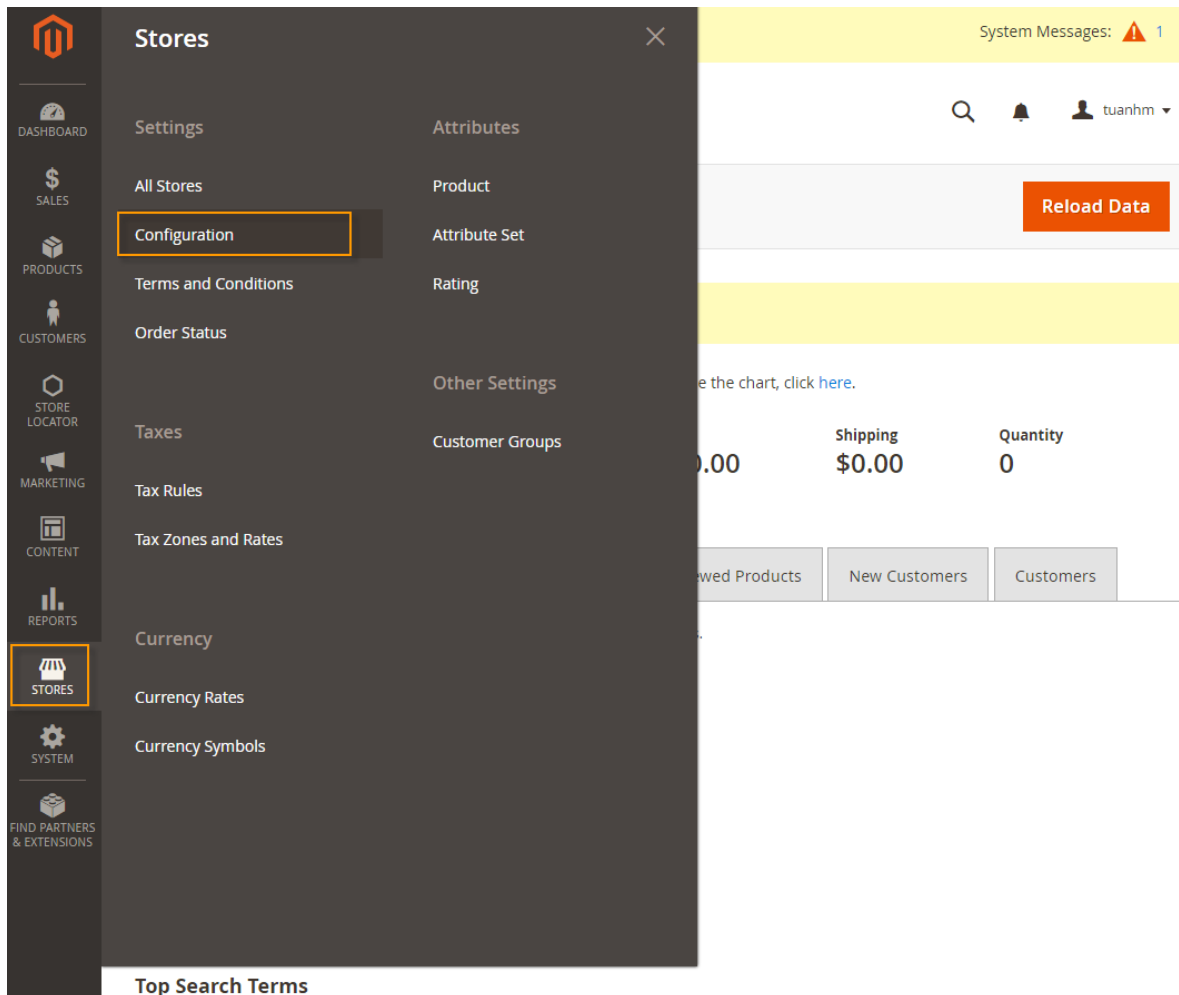 DASHBOARD
SALES
PRODUCTS
CUSTOMERS
STORE
LOCATOR
MARKETING
CONTENT
REPORTS
STORES
SYSTEM
FIND PARTNERS
& EXTENSIONS
Stores
Settings
All Stores
Configuration
Terms and Conditions
Order Status
Taxes
Tax Rules
Tax Zones and Rates
Currency
Currency Rates
Currency Symbols
Attributes
Product
Attribute Set
Rating
Other Settings
Customer Groups
System Messages: 1
tuanhm
Reload Data
the chart, click here.
Shipping
Quantity
.00
$0.00
0
Products
New Customers
Customers
Top Search Terms